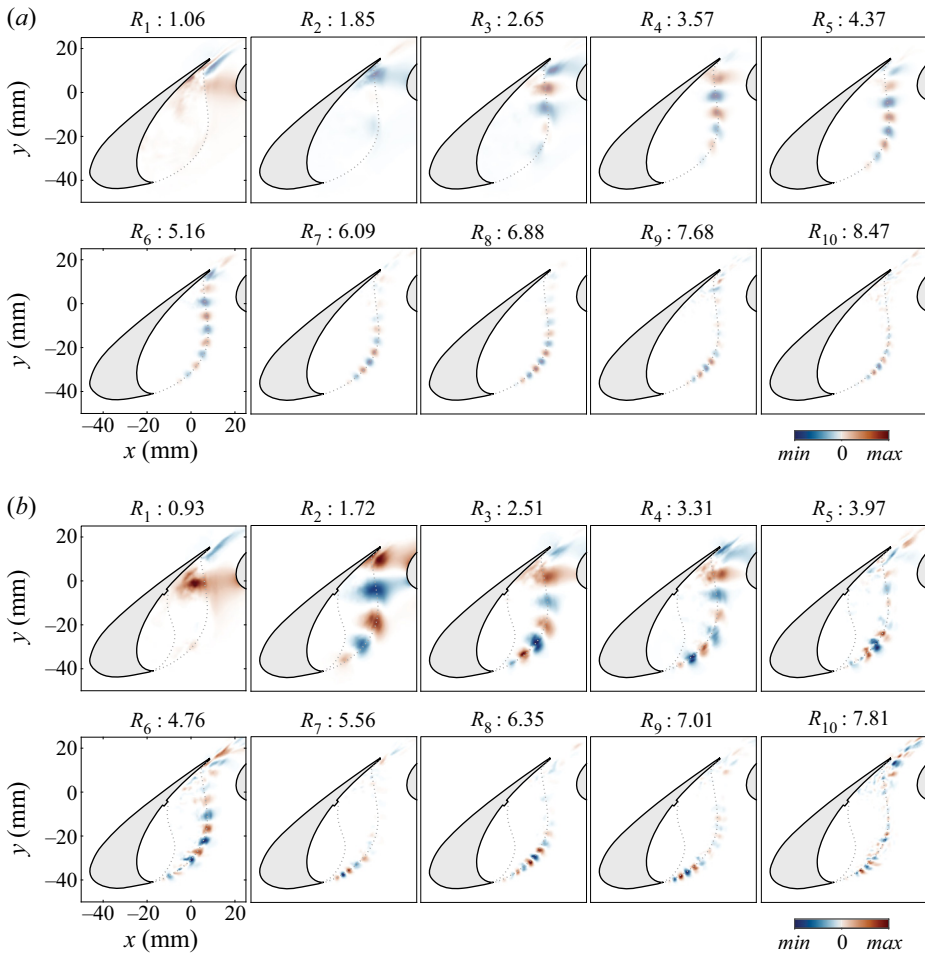 (a) R1 : 1.06 R2 : 1.85 R3 : 2.65 R4 : 3.57 R5 : 4.37
20
0
–20
–40
y (mm)
R6 : 5.16 R7 : 6.09 R8 : 6.88 R9 : 7.68 R10 : 8.47
20
0
–20
–40
y (mm)
–40 –20 0 20
x (mm)
min 0 max
(b) R1 : 0.93 R2 : 1.72 R3 : 2.51 R4 : 3.31 R5 : 3.97
20
0
–20
–40
y (mm)
R6 : 4.76 R7 : 5.56 R8 : 6.35 R9 : 7.01 R10 : 7.81
20
0
–20
–40
y (mm)
–40 –20 0 20
x (mm)
min 0 max